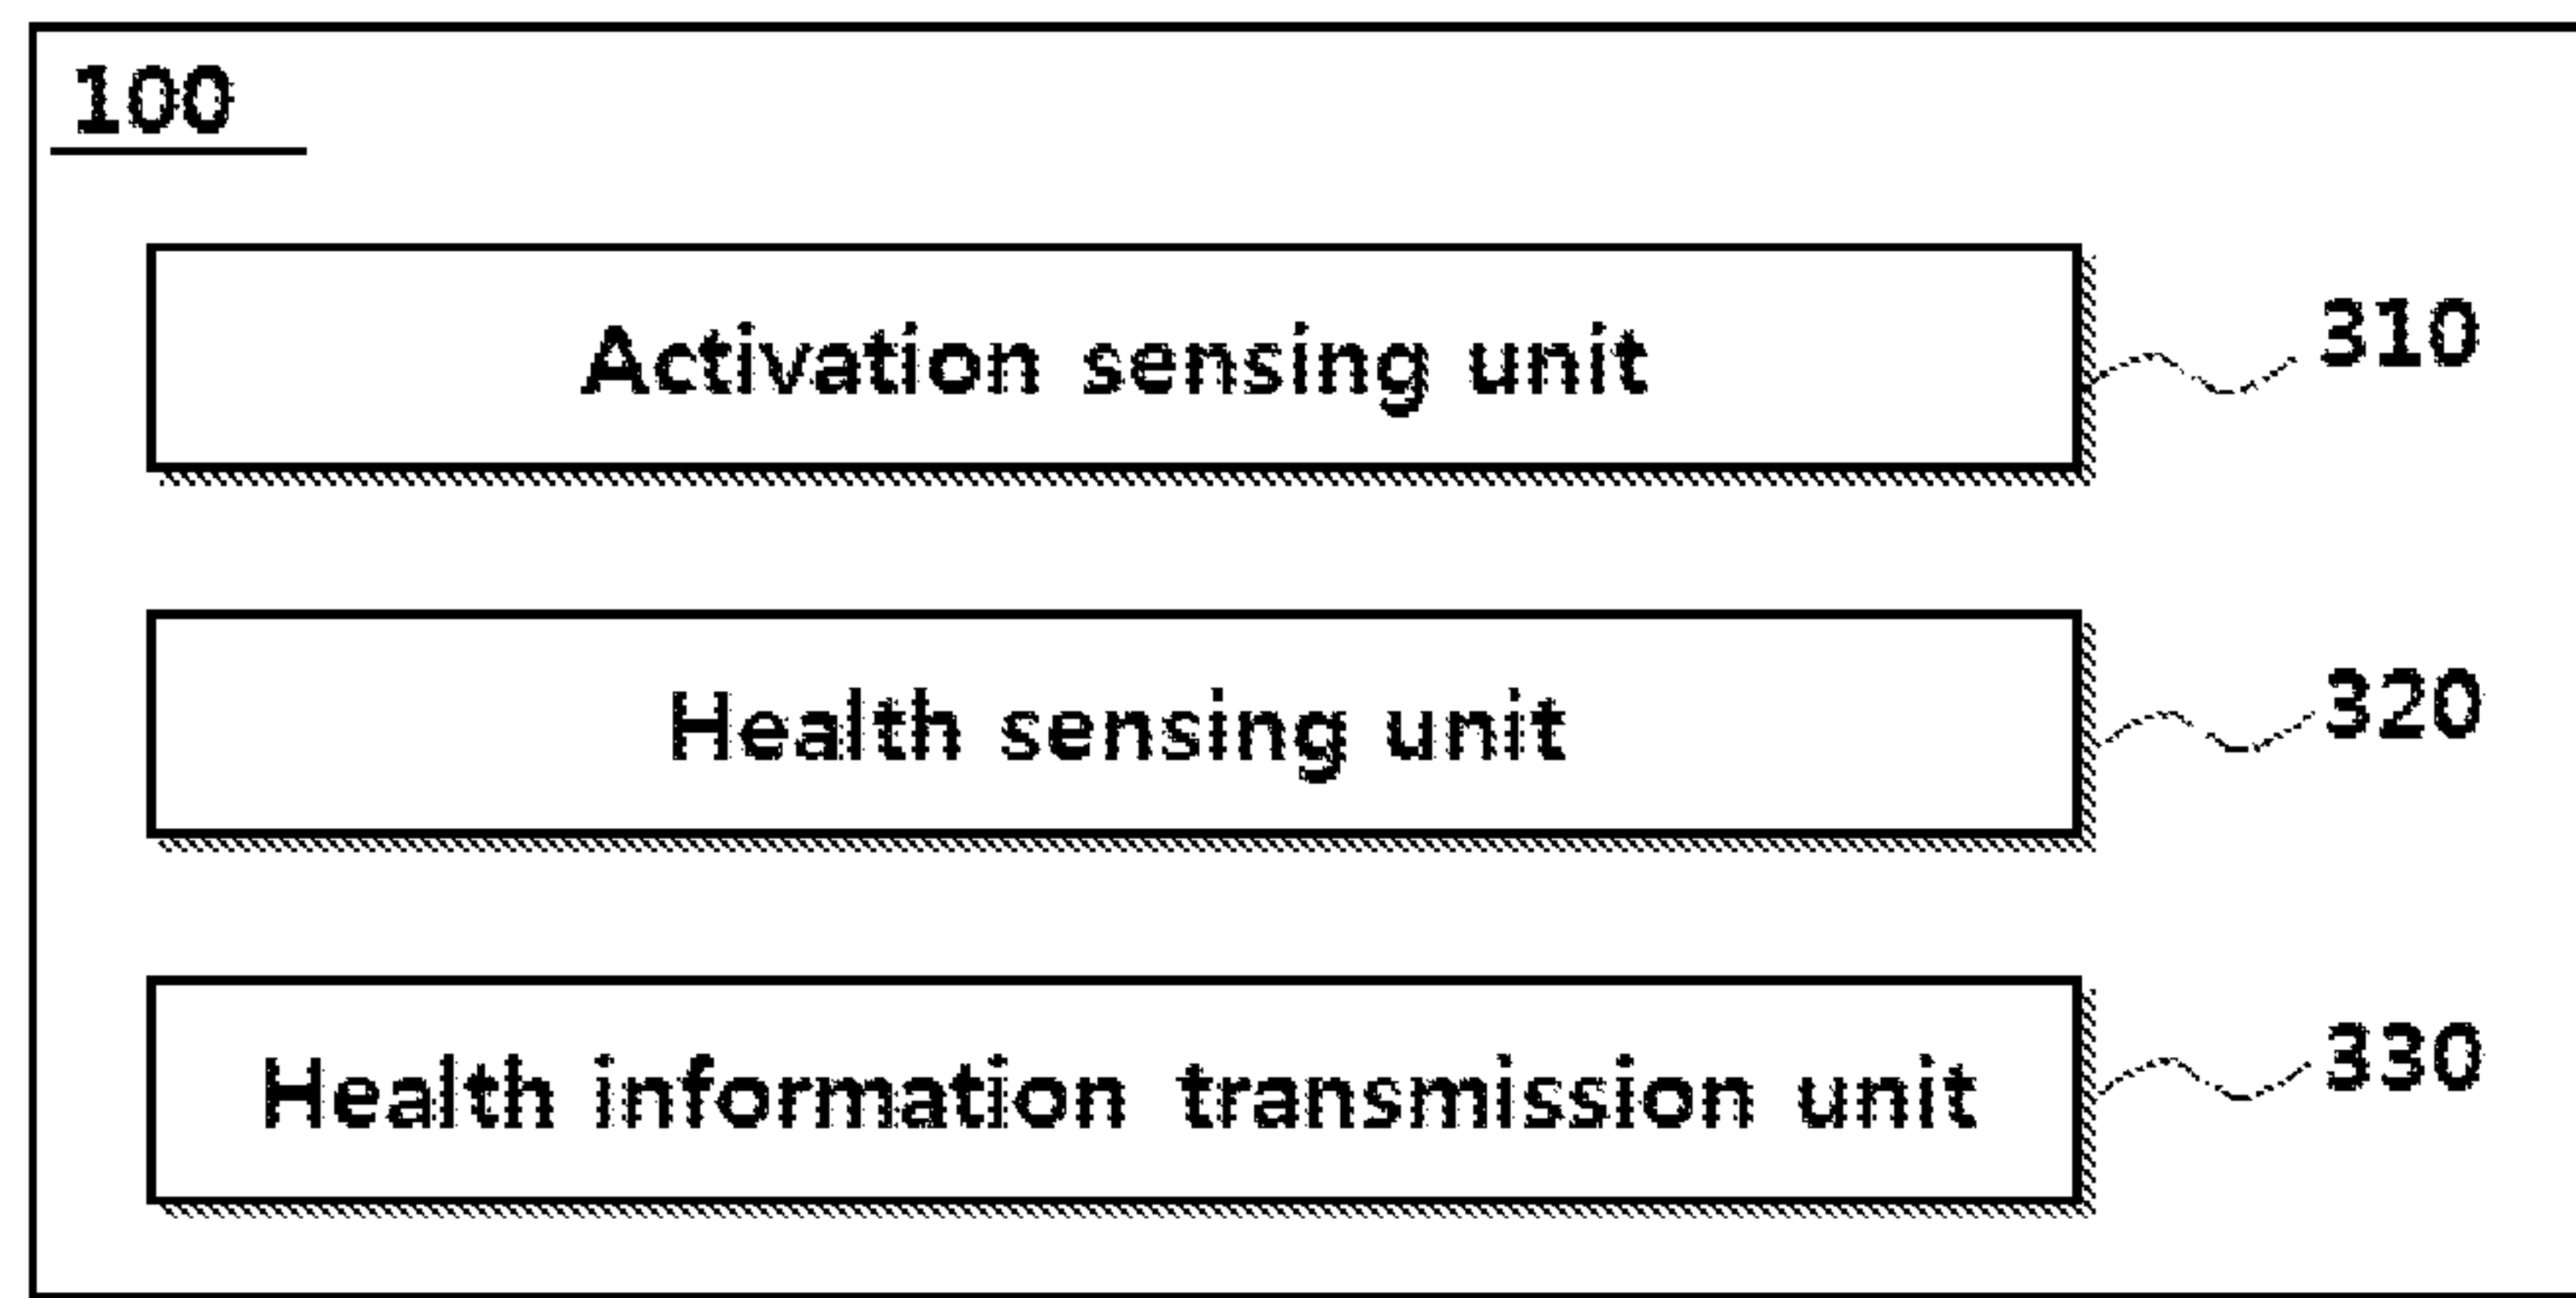 100
Activation sensing unit
310
Health sensing unit
320
Health information transmission unit
330